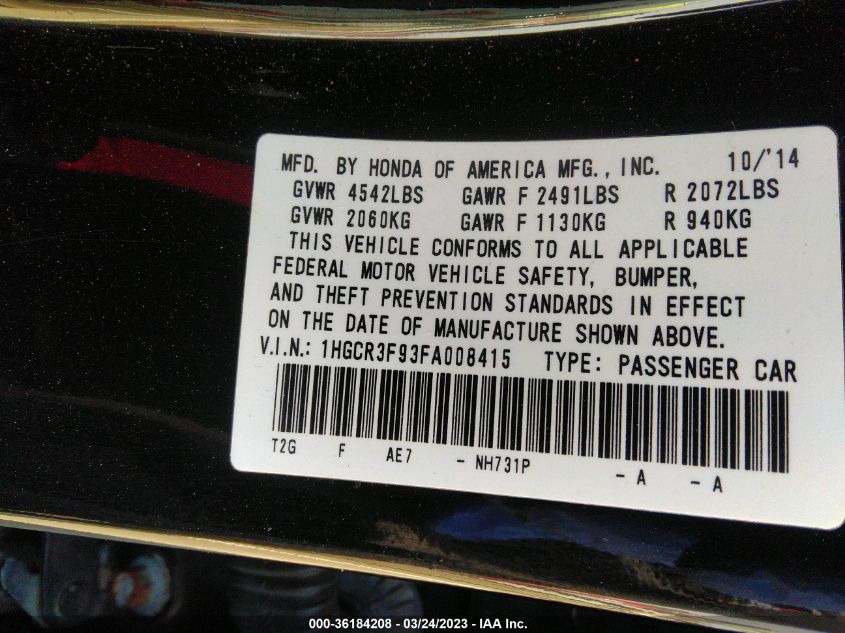 MFD. BY HONDA OF AMERICA MFG., INC. 10/'14
GVWR 4542LBS GAWR F 2491LBS R 2072LBS
GVWR 2060KG GAWR F 1130KG R 940KG
THIS VEHICLE CONFORMS TO ALL APPLICABLE
FEDERAL MOTOR VEHICLE SAFETY, BUMPER,
AND THEFT PREVENTION STANDARDS IN EFFECT
ON THE DATE OF MANUFACTURE SHOWN ABOVE.
V.I.N.: 1HGCR3F93FA008415 TYPE: PASSENGER CAR
T2G F AE7 - NH731P - A - A
000-36184208 - 03/24/2023 - IAA Inc.